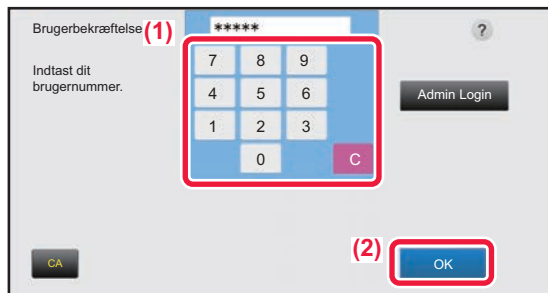 Brugerbekræftelse
(1)
*****
?
Indtast dit
brugernummer.
7 8 9
4 5 6
1 2 3
0 C
Admin Login
(2)
CA
OK